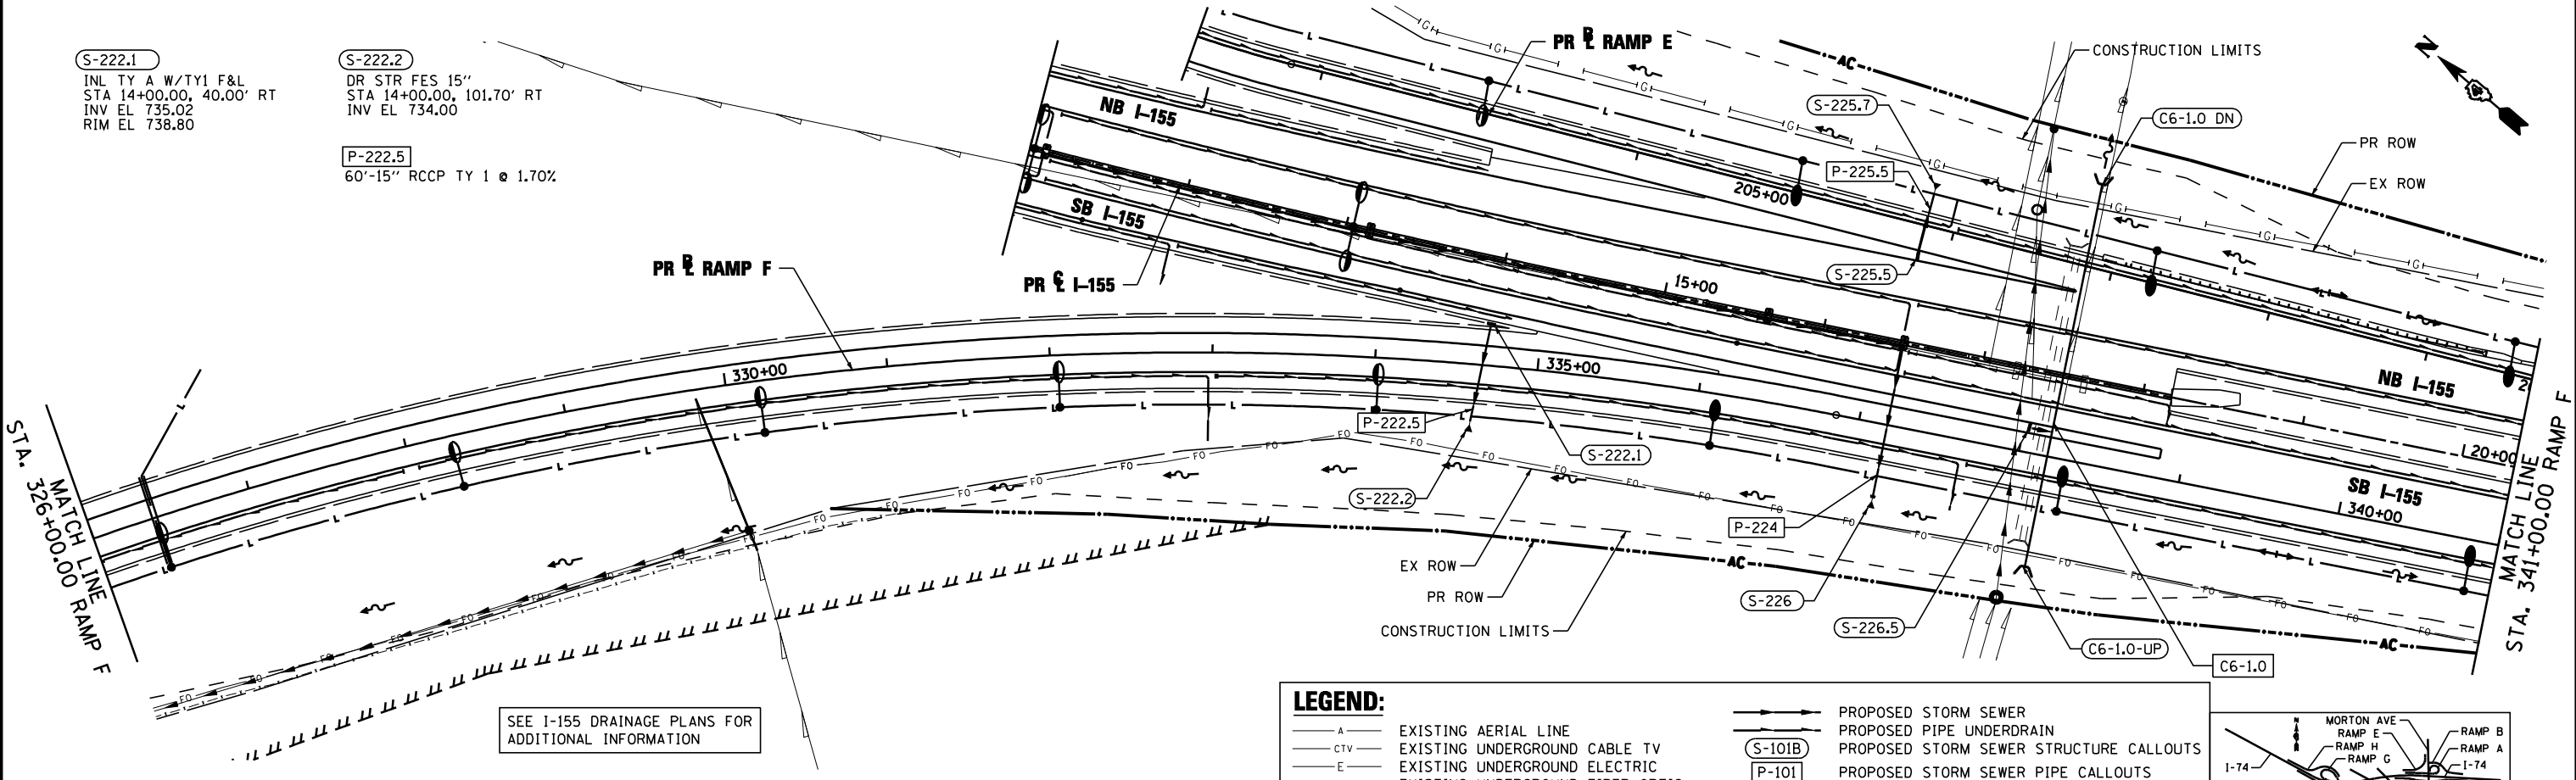 S-222.1
INL TY A W/TY1 F&L
STA 14+00.00, 40.00' RT
INV EL 735.02
RIM EL 738.80
S-222.2
DR STR FES 15"
STA 14+00.00, 101.70' RT
INV EL 734.00
P-222.5
60'-15" RCCP TY 1 @ 1.70%
PR BL RAMP E
CONSTRUCTION LIMITS
N
AC
S-225.7
C6-1.0 DN
PR ROW
EX ROW
P-225.5
NB I-155
205+00
SB I-155
S-225.5
PR BL RAMP F
PR CL I-155
15+00
330+00
335+00
NB I-155
20+00
SB I-155
340+00
P-222.5
S-222.1
S-222.2
P-224
EX ROW
PR ROW
CONSTRUCTION LIMITS
AC
S-226
S-226.5
C6-1.0-UP
C6-1.0
AC
MATCH LINE
STA. 326+00.00 RAMP F
MATCH LINE
STA. 341+00.00 RAMP F
SEE I-155 DRAINAGE PLANS FOR
ADDITIONAL INFORMATION
LEGEND:
A EXISTING AERIAL LINE
CTV EXISTING UNDERGROUND CABLE TV
E EXISTING UNDERGROUND ELECTRIC
PROPOSED STORM SEWER
PROPOSED PIPE UNDERDRAIN
S-101B PROPOSED STORM SEWER STRUCTURE CALLOUTS
P-101 PROPOSED STORM SEWER PIPE CALLOUTS
N
MORTON AVE
RAMP E
RAMP H
RAMP G
RAMP B
RAMP A
I-74
I-74